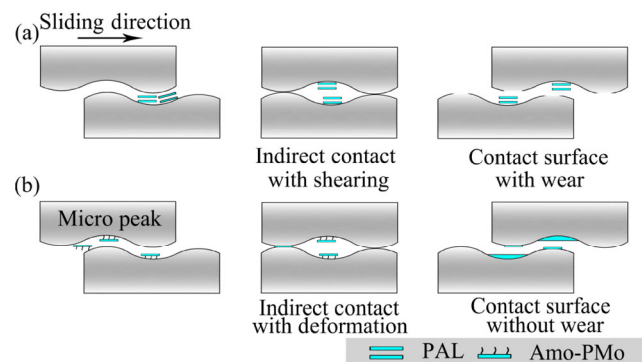 (a) Sliding direction
Indirect contact
with shearing
Contact surface
with wear
(b)
Micro peak
Indirect contact
with deformation
Contact surface
without wear
PAL
Amo-PMo